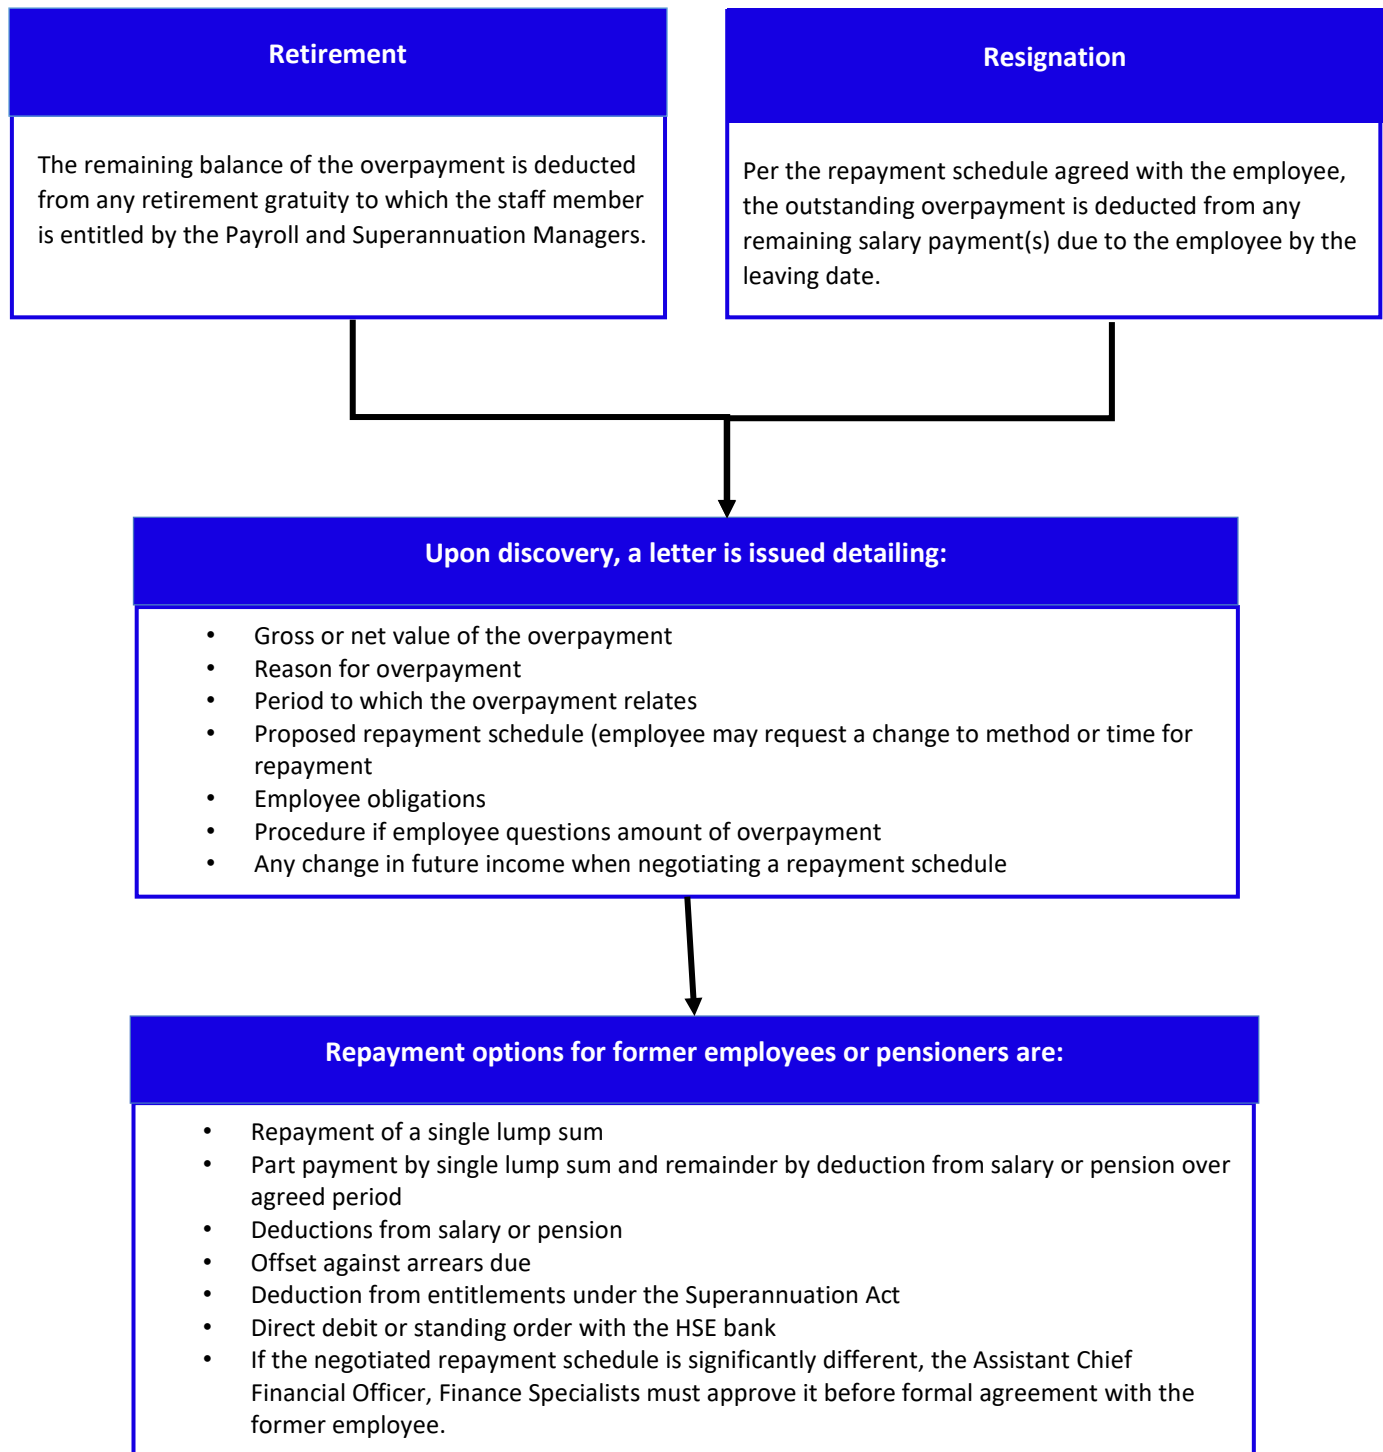 Retirement
The remaining balance of the overpayment is deducted
from any retirement gratuity to which the staff member
is entitled by the Payroll and Superannuation Managers.
Resignation
Per the repayment schedule agreed with the employee,
the outstanding overpayment is deducted from any
remaining salary payment(s) due to the employee by the
leaving date.
Upon discovery, a letter is issued detailing:
• Gross or net value of the overpayment
• Reason for overpayment
• Period to which the overpayment relates
• Proposed repayment schedule (employee may request a change to method or time for
repayment
• Employee obligations
• Procedure if employee questions amount of overpayment
• Any change in future income when negotiating a repayment schedule
Repayment options for former employees or pensioners are:
• Repayment of a single lump sum
• Part payment by single lump sum and remainder by deduction from salary or pension over
agreed period
• Deductions from salary or pension
• Offset against arrears due
• Deduction from entitlements under the Superannuation Act
• Direct debit or standing order with the HSE bank
• If the negotiated repayment schedule is significantly different, the Assistant Chief
Financial Officer, Finance Specialists must approve it before formal agreement with the
former employee.